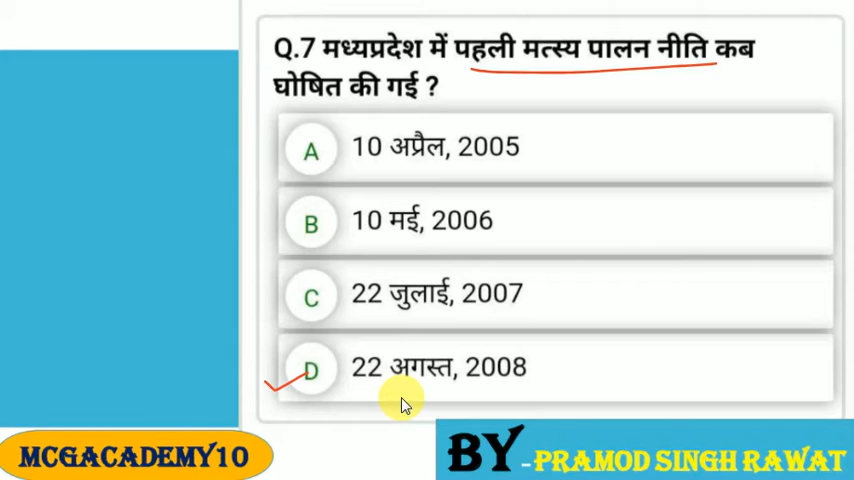 Q.7 मध्यप्रदेश में पहली मत्स्य पालन नीति कब
घोषित की गई ?
A 10 अप्रैल, 2005
B 10 मई, 2006
C 22 जुलाई, 2007
D 22 अगस्त, 2008
MCGACADEMY10
BY -PRAMOD SINGH RAWAT